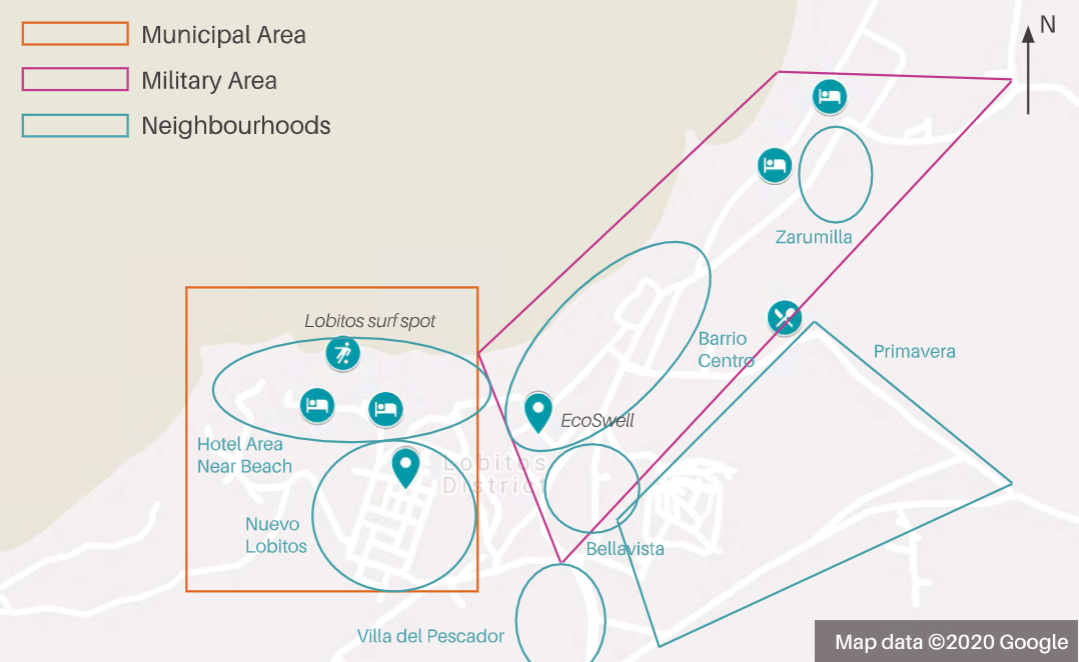 Municipal Area
Military Area
Neighbourhoods
N
Zarumilla
Lobitos surf spot
Barrio
Centro
Primavera
EcoSwell
Hotel Area
Near Beach
Lobitos
District
Nuevo
Lobitos
Bellavista
Villa del Pescador
Map data ©2020 Google